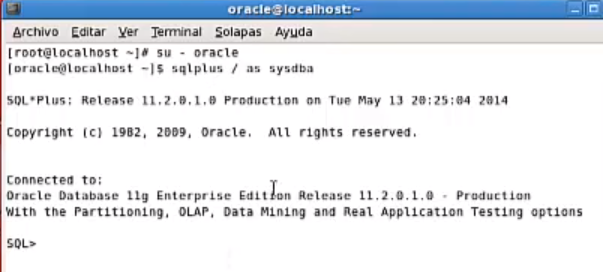 oracle@localhost:~
Archivo Editar Ver Terminal Solapas Ayuda
[root@localhost ~]# su - oracle
[oracle@localhost ~]$ sqlplus / as sysdba
SQL*Plus: Release 11.2.0.1.0 Production on Tue May 13 20:25:04 2014
Copyright (c) 1982, 2009, Oracle.  All rights reserved.
Connected to:
Oracle Database 11g Enterprise Edition Release 11.2.0.1.0 - Production
With the Partitioning, OLAP, Data Mining and Real Application Testing options
SQL>